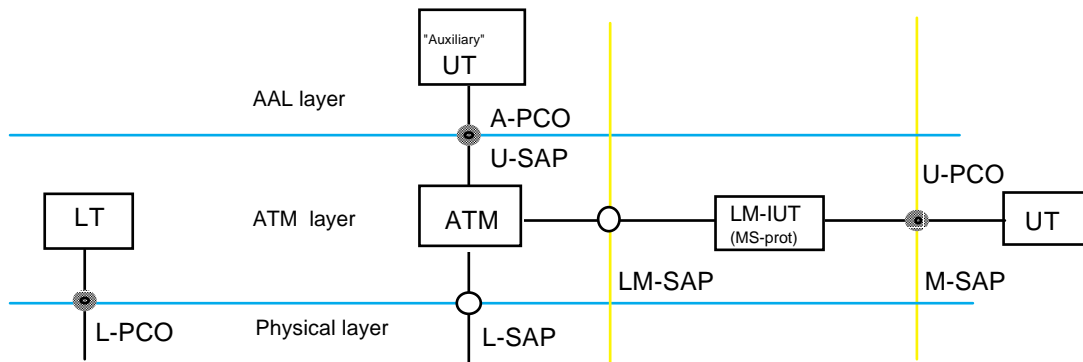 "Auxiliary"
UT
AAL layer
A-PCO
U-SAP
U-PCO
LT
ATM layer
ATM
LM-IUT
(MS-prot)
UT
LM-SAP
M-SAP
L-PCO
Physical layer
L-SAP